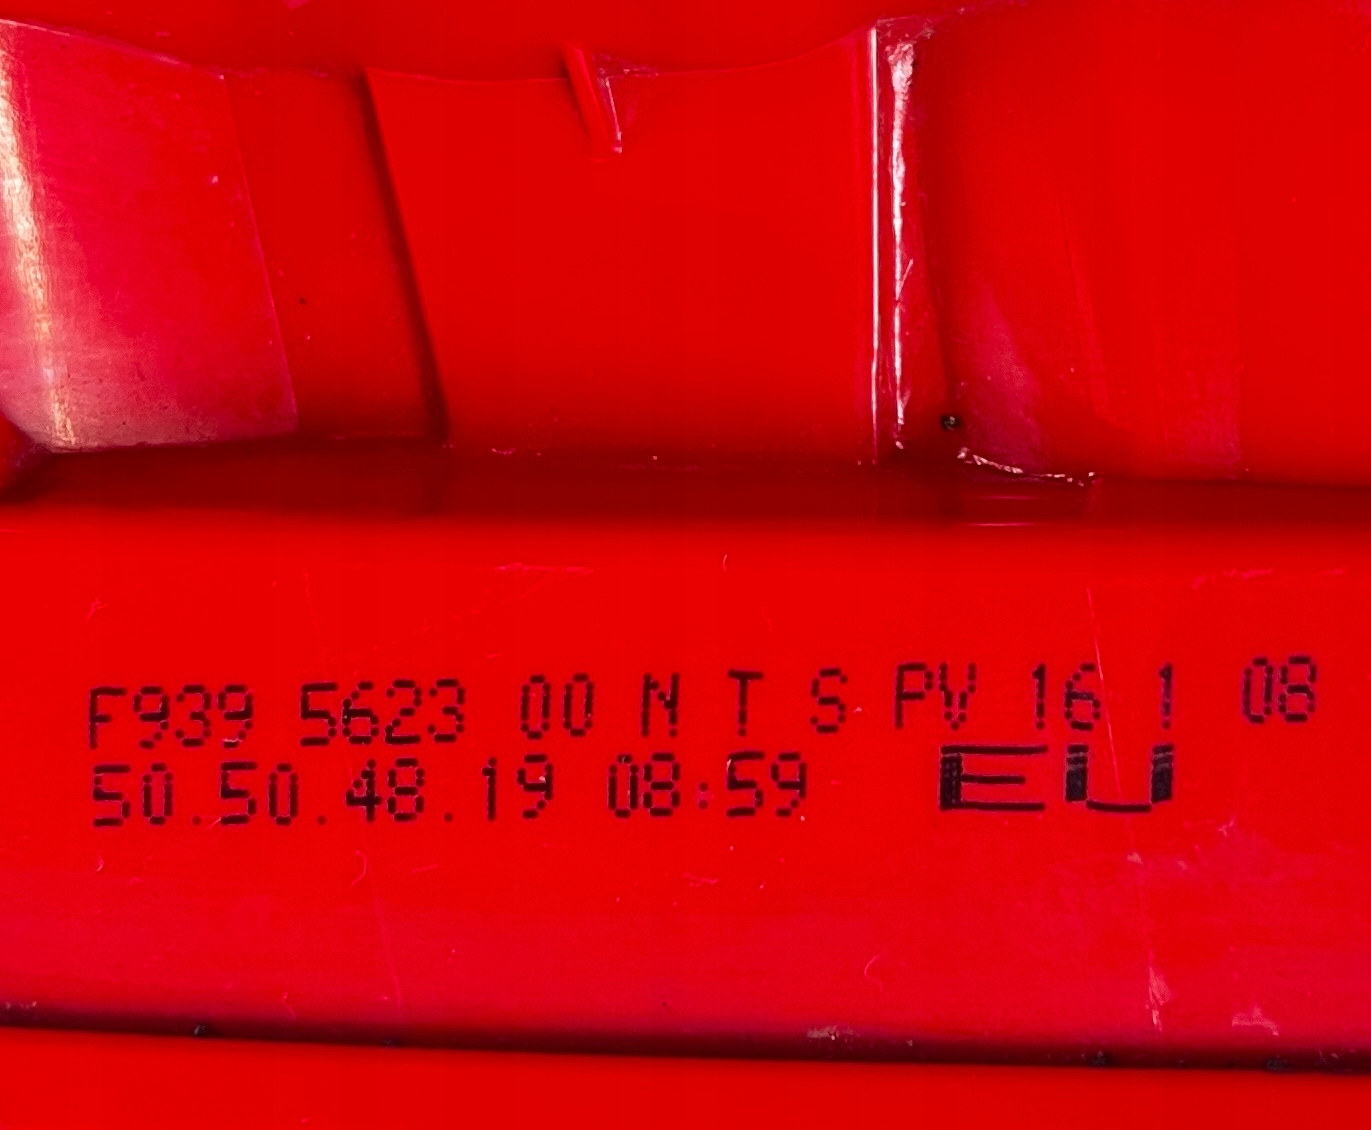 F939 5623 00 N T S PV 16 1 08
50.50.48.19 08:59 EU